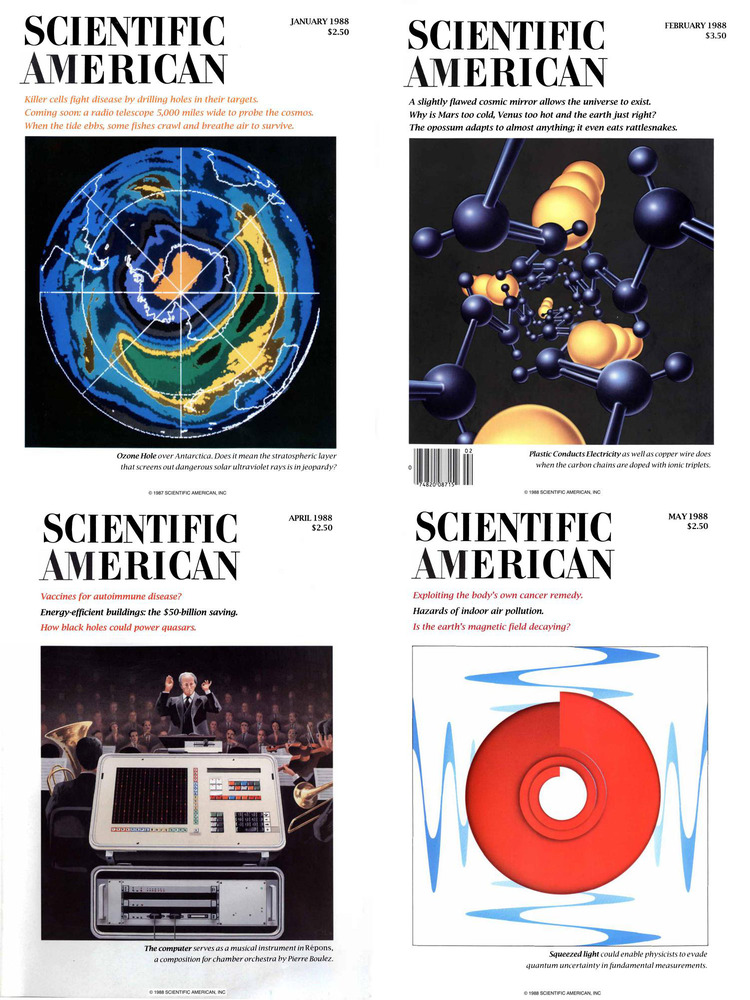 SCIENTIFIC
AMERICAN
JANUARY 1988
$2.50
Killer cells fight disease by drilling holes in their targets.
Coming soon: a radio telescope 5,000 miles wide to probe the cosmos.
When the tide ebbs, some fishes crawl and breathe air to survive.
Ozone Hole over Antarctica. Does it mean the stratospheric layer
that screens out dangerous solar ultraviolet rays is in jeopardy?
© 1987 SCIENTIFIC AMERICAN, INC
SCIENTIFIC
AMERICAN
FEBRUARY 1988
$3.50
A slightly flawed cosmic mirror allows the universe to exist.
Why is Mars too cold, Venus too hot and the earth just right?
The opossum adapts to almost anything; it even eats rattlesnakes.
02
0
74820 08715
Plastic Conducts Electricity as well as copper wire does
when the carbon chains are doped with ionic triplets.
© 1988 SCIENTIFIC AMERICAN, INC
SCIENTIFIC
AMERICAN
APRIL 1988
$2.50
Vaccines for autoimmune disease?
Energy-efficient buildings: the $50-billion saving.
How black holes could power quasars.
The computer serves as a musical instrument in Répons,
a composition for chamber orchestra by Pierre Boulez.
© 1988 SCIENTIFIC AMERICAN, INC
SCIENTIFIC
AMERICAN
MAY 1988
$2.50
Exploiting the body's own cancer remedy.
Hazards of indoor air pollution.
Is the earth's magnetic field decaying?
Squeezed light could enable physicists to evade
quantum uncertainty in fundamental measurements.
© 1988 SCIENTIFIC AMERICAN, INC